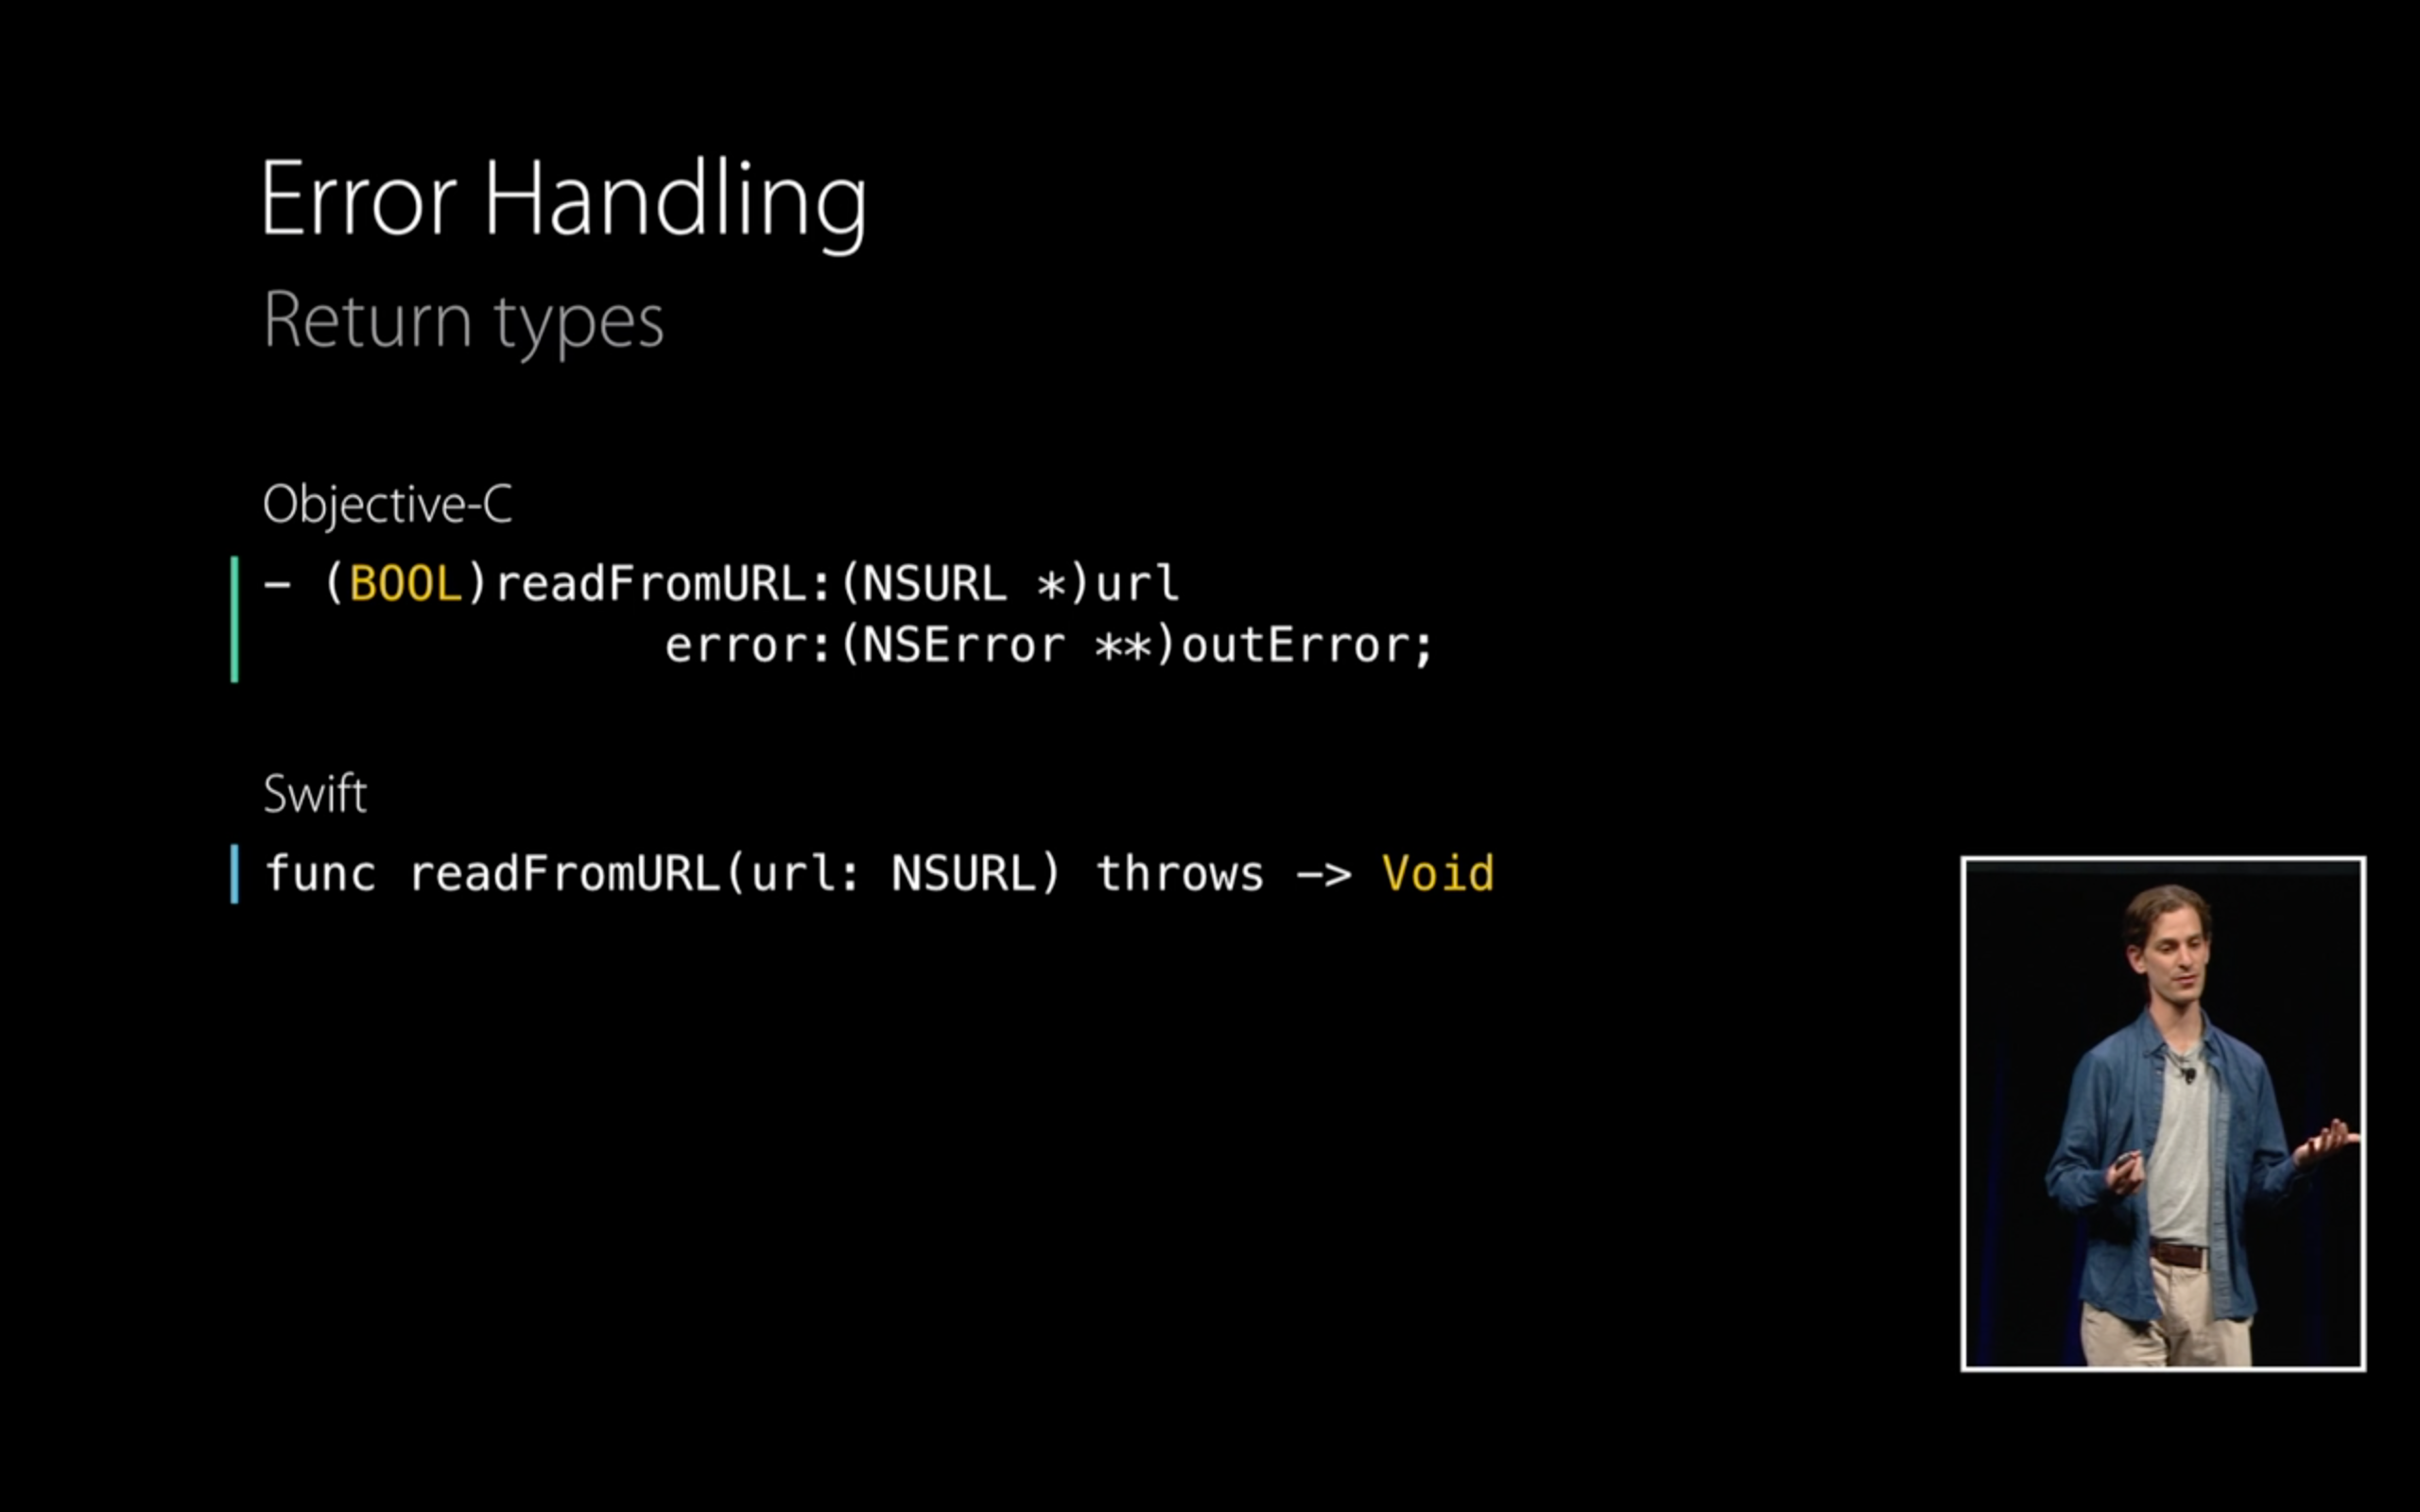 Error Handling
Return types
Objective-C
– (BOOL)readFromURL:(NSURL *)url
error:(NSError **)outError;
Swift
func readFromURL(url: NSURL) throws –> Void